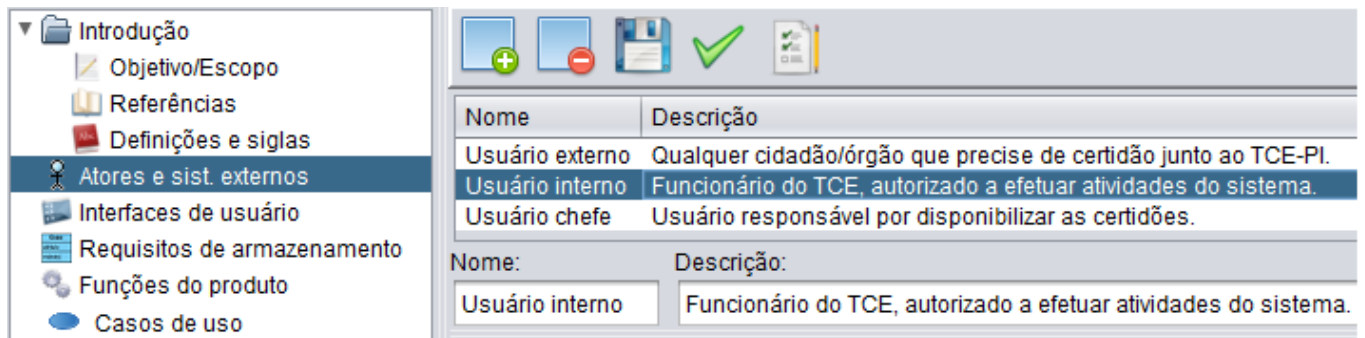 Introdução
Objetivo/Escopo
Referências
Definições e siglas
Atores e sist. externos
Interfaces de usuário
Requisitos de armazenamento
Funções do produto
Casos de uso
Nome Descrição
Usuário externo Qualquer cidadão/órgão que precise de certidão junto ao TCE-PI.
Usuário interno Funcionário do TCE, autorizado a efetuar atividades do sistema.
Usuário chefe Usuário responsável por disponibilizar as certidões.
Nome: Descrição:
Usuário interno Funcionário do TCE, autorizado a efetuar atividades do sistema.